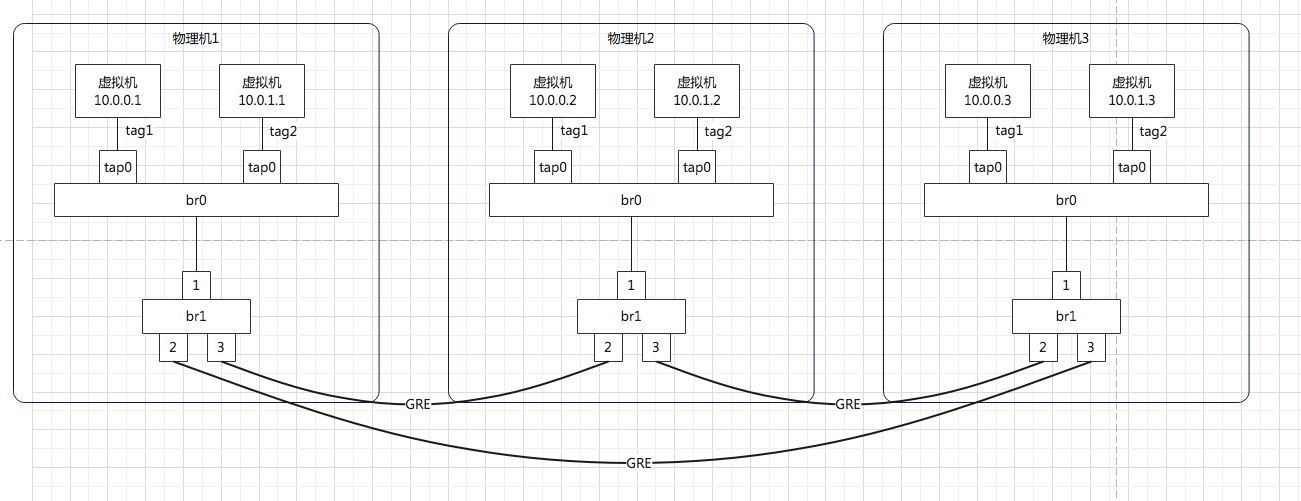 物理机1
物理机2
物理机3
虚拟机
10.0.0.1
虚拟机
10.0.1.1
虚拟机
10.0.0.2
虚拟机
10.0.1.2
虚拟机
10.0.0.3
虚拟机
10.0.1.3
tag1
tag2
tag1
tag2
tag1
tag2
tap0
tap0
tap0
tap0
tap0
tap0
br0
br0
br0
1
1
1
br1
br1
br1
2
3
2
3
2
3
GRE
GRE
GRE